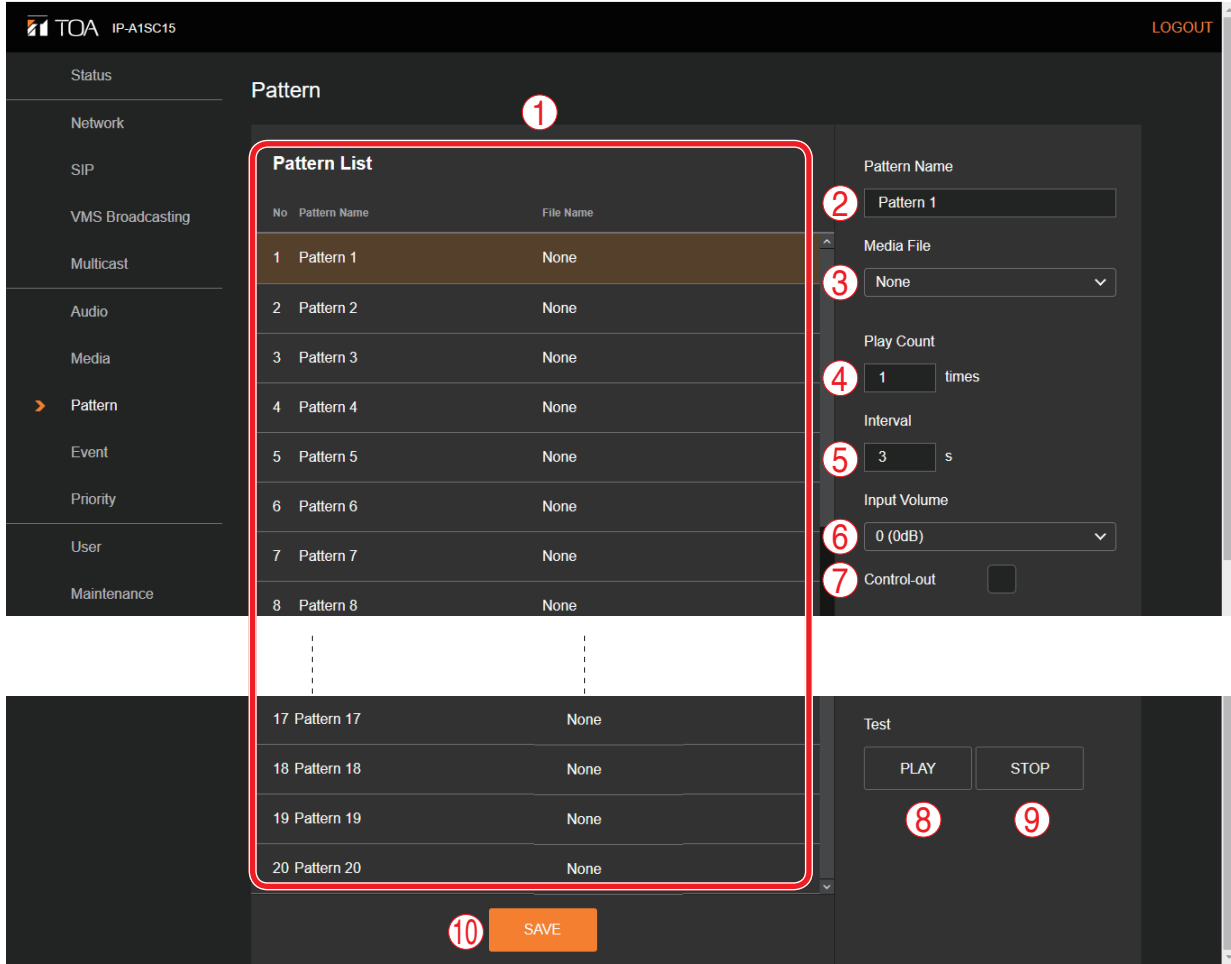 TOA IP-A1SC15 LOGOUT
Status
Network
SIP
VMS Broadcasting
Multicast
Audio
Media
Pattern
Event
Priority
User
Maintenance
Pattern
1
Pattern List
No Pattern Name File Name
1 Pattern 1 None
2 Pattern 2 None
3 Pattern 3 None
4 Pattern 4 None
5 Pattern 5 None
6 Pattern 6 None
7 Pattern 7 None
8 Pattern 8 None
17 Pattern 17 None
18 Pattern 18 None
19 Pattern 19 None
20 Pattern 20 None
10 SAVE
Pattern Name
2 Pattern 1
Media File
3 None
Play Count
4 1 times
Interval
5 3 s
Input Volume
6 0 (0dB)
7 Control-out
Test
PLAY STOP
8 9